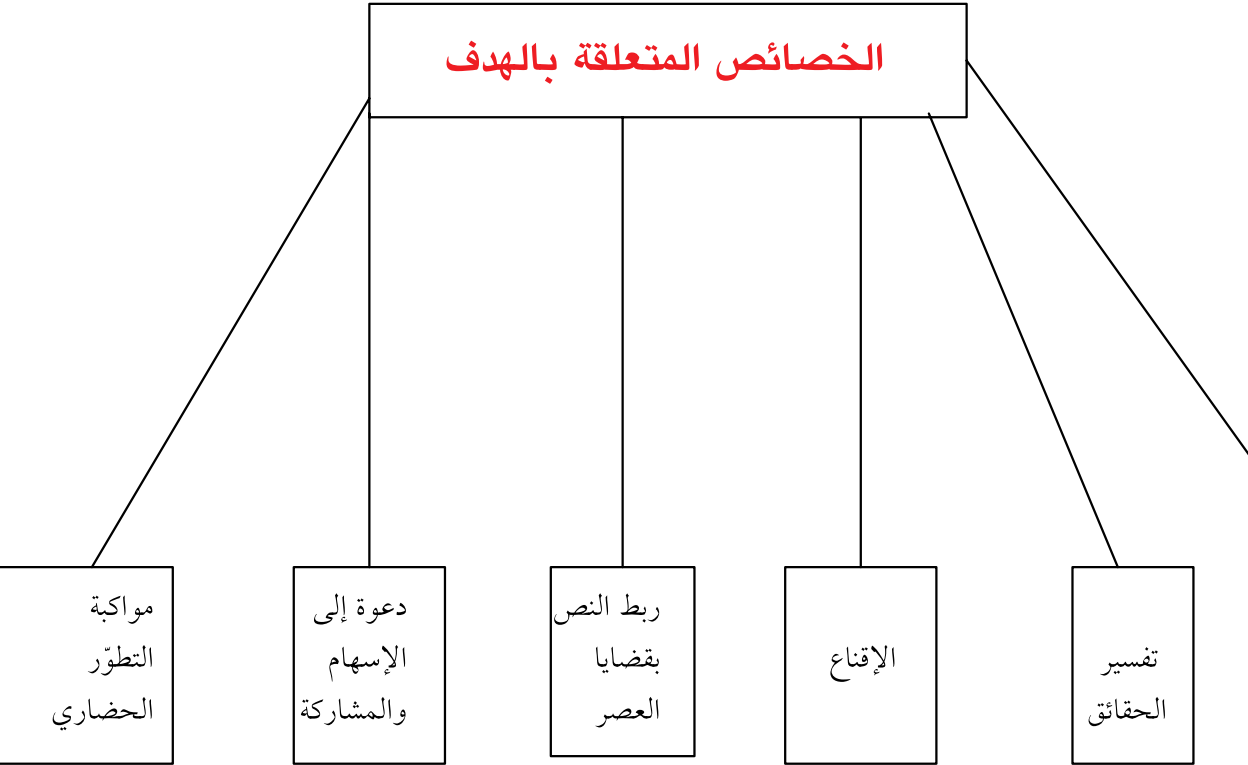 الخصائص المتعلقة بالهدف
تفسير
الحقائق
الإقناع
ربط النص
بقضايا
العصر
دعوة إلى
الإسهام
والمشاركة
مواكبة
التطوّر
الحضاري